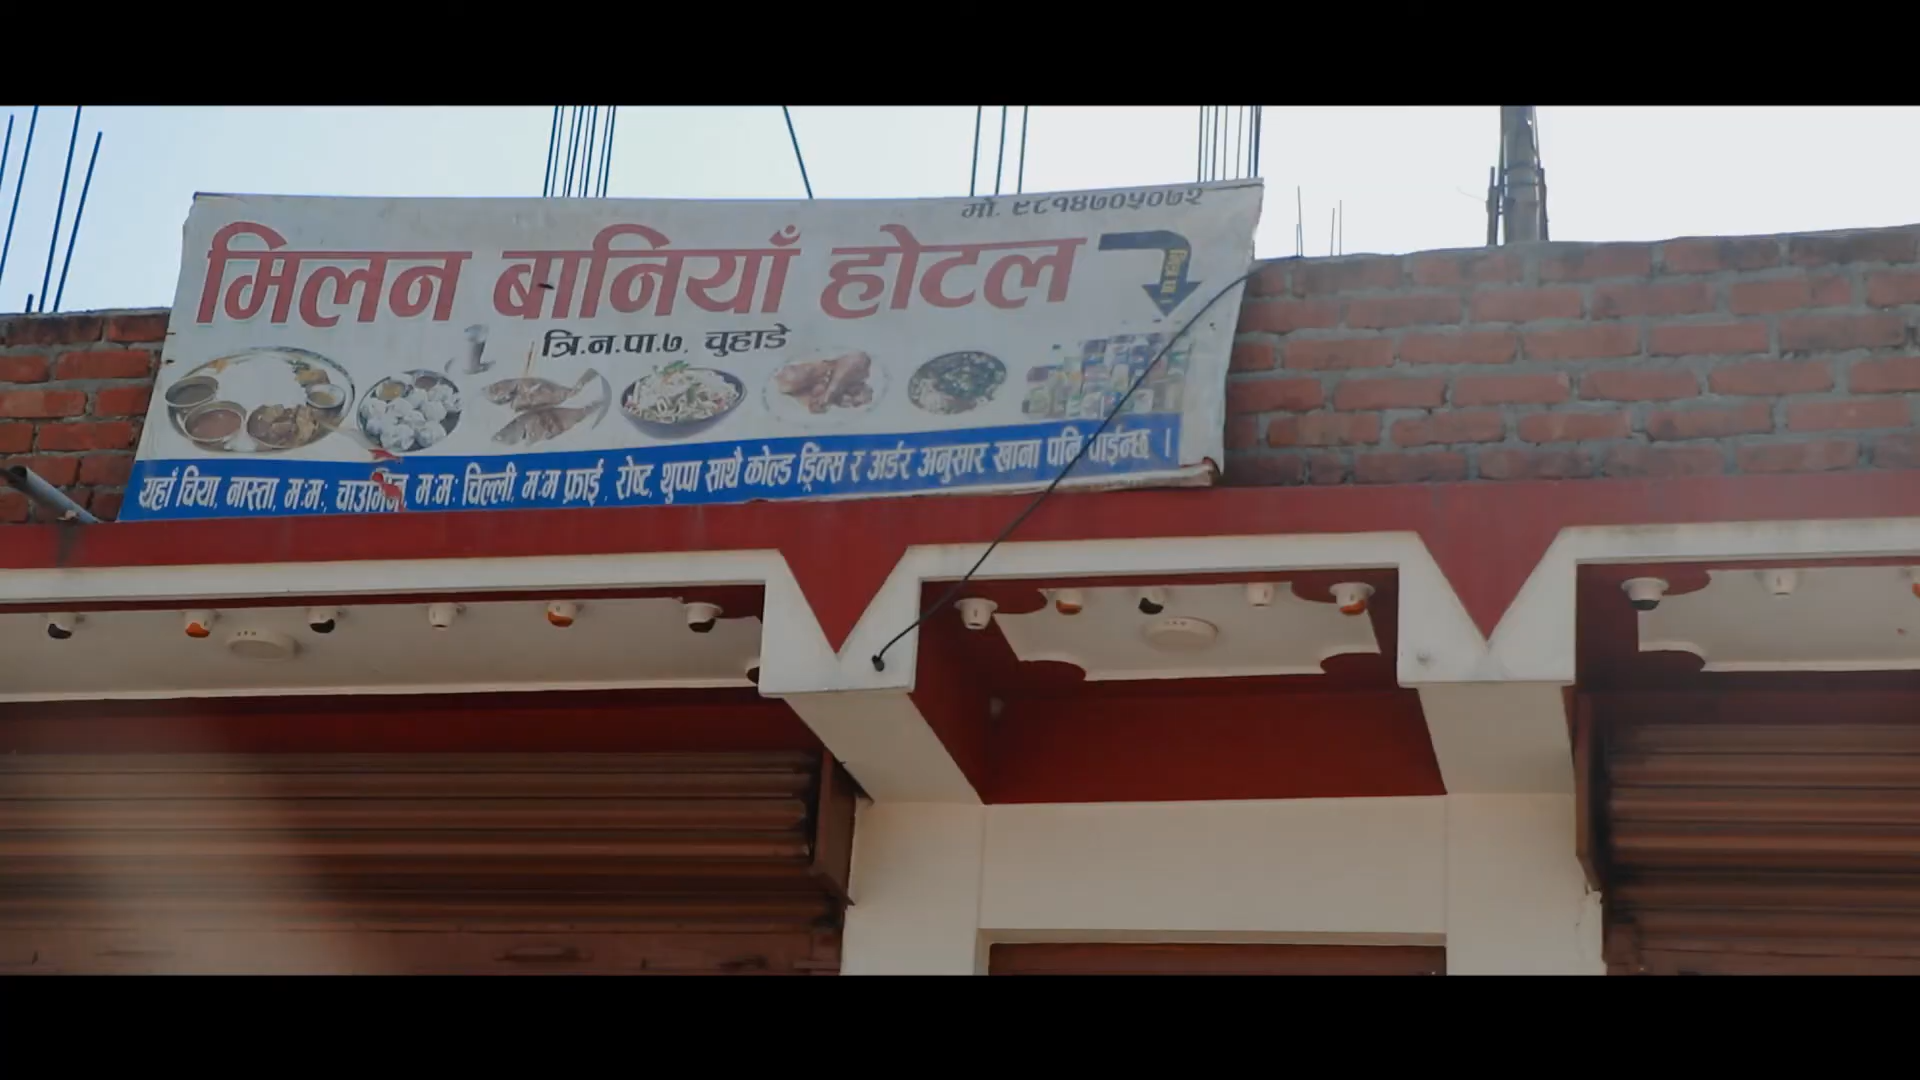 मो. ९८१४७०५०७२
मिलन बानियाँ होटल
त्रि.न.पा.७, चुहाडे
यहाँ चिया, नास्ता, म:म:, चाउमिन, म:म: चिल्ली, म:म फ्राई, रोष्ट, थुप्पा साथै कोल्ड ड्रिंक्स र अर्डर अनुसार खाना पनि पाईन्छ ।